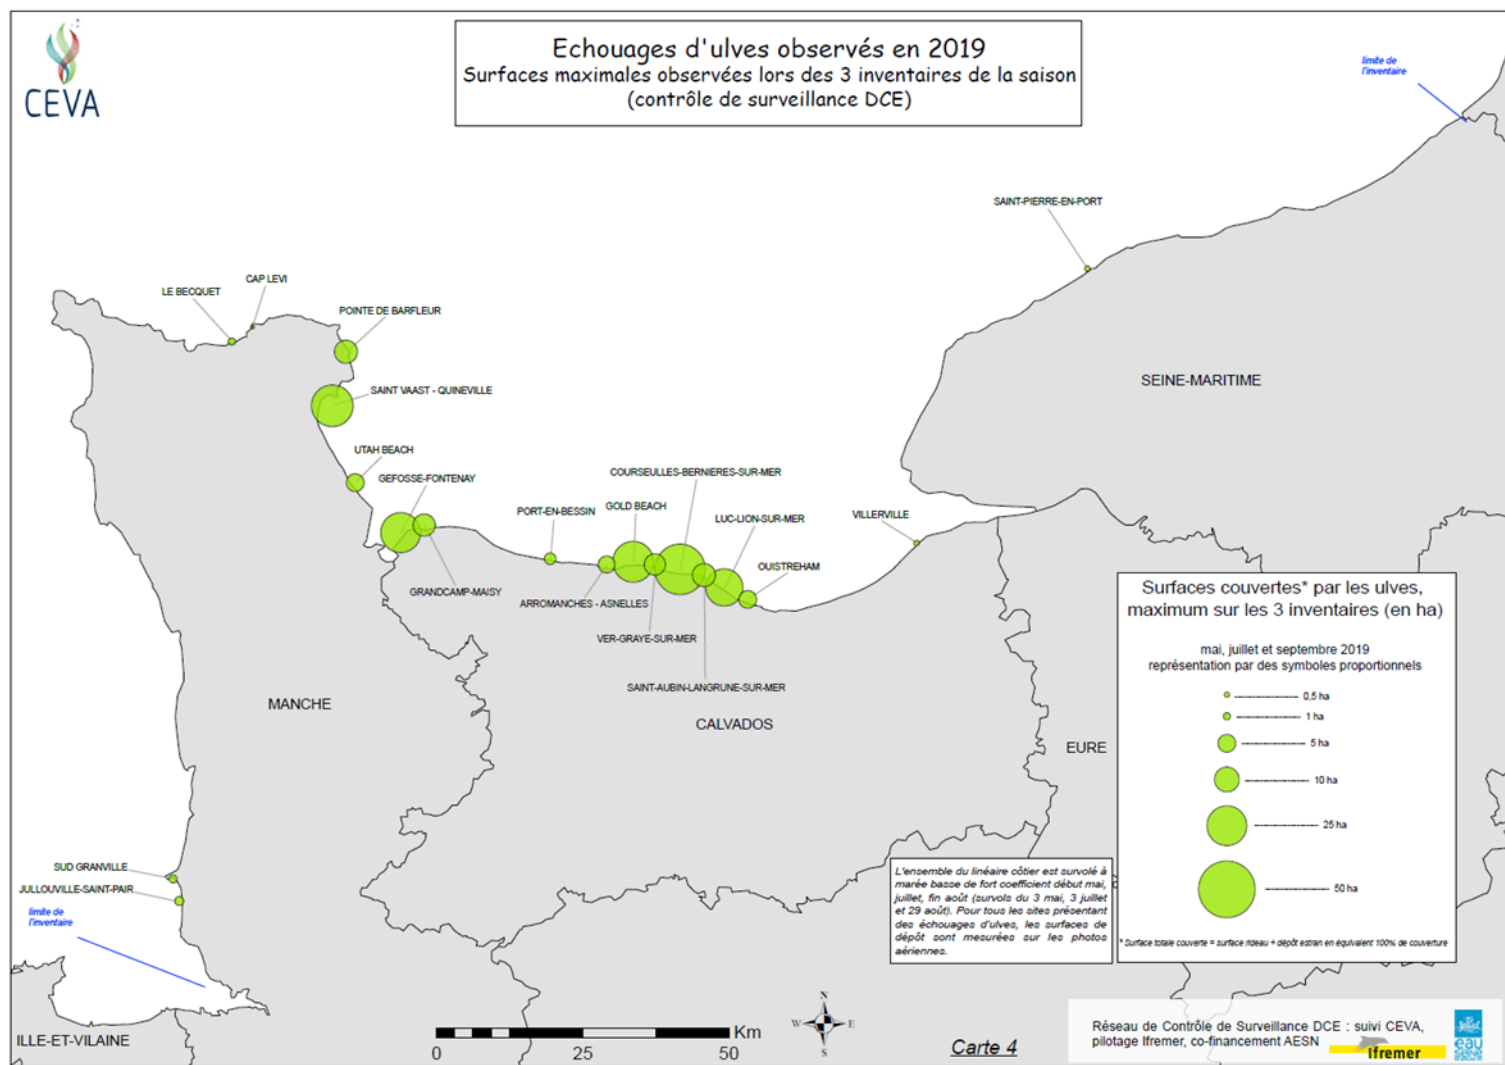 CEVA
Echouages d'ulves observés en 2019
Surfaces maximales observées lors des 3 inventaires de la saison
(contrôle de surveillance DCE)
limite de
l'inventaire
SAINT-PIERRE-EN-PORT
CAP LEVI
LE BECQUET
POINTE DE BARFLEUR
SAINT VAAST - QUINEVILLE
SEINE-MARITIME
UTAH BEACH
GEFOSSE-FONTENAY
COURSEULLES-BERNIERES-SUR-MER
PORT-EN-BESSIN
GOLD BEACH
LUC-LION-SUR-MER
VILLERVILLE
OUISTREHAM
GRANDCAMP-MAISY
ARROMANCHES - ASNELLES
VER-GRAYE-SUR-MER
SAINT-AUBIN-LANGRUNE-SUR-MER
MANCHE
CALVADOS
EURE
Surfaces couvertes* par les ulves,
maximum sur les 3 inventaires (en ha)
mai, juillet et septembre 2019
représentation par des symboles proportionnels
0,5 ha
1 ha
5 ha
10 ha
25 ha
50 ha
* Surface totale couverte = surface rideau + dépôt estran en équivalent 100% de couverture
SUD GRANVILLE
JULLOUVILLE-SAINT-PAIR
limite de
l'inventaire
L'ensemble du linéaire côtier est survolé à
marée basse de fort coefficient début mai,
juillet, fin août (survols du 3 mai, 3 juillet
et 29 août). Pour tous les sites présentant
des échouages d'ulves, les surfaces de
dépôt sont mesurées sur les photos
aériennes.
ILLE-ET-VILAINE
0 25 50 Km
N
W E
S
Carte 4
Réseau de Contrôle de Surveillance DCE : suivi CEVA,
pilotage Ifremer, co-financement AESN
Ifremer
eau